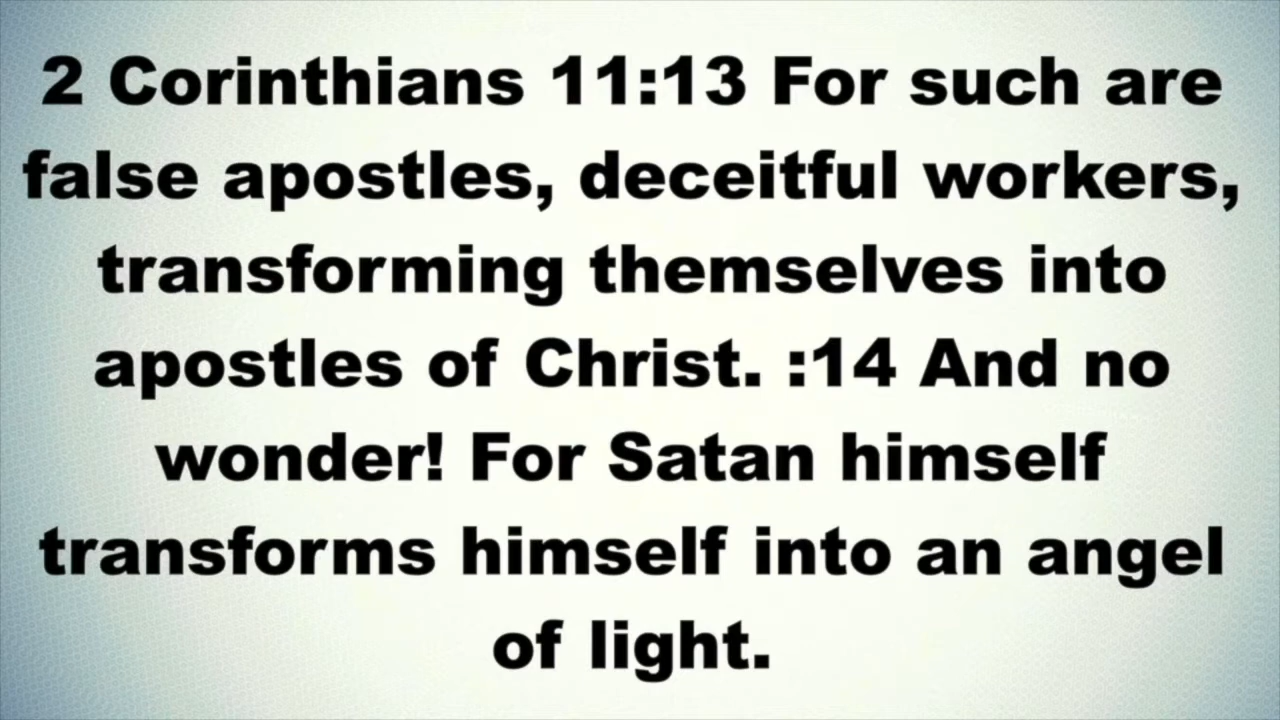 2 Corinthians 11:13 For such are
false apostles, deceitful workers,
transforming themselves into
apostles of Christ. :14 And no
wonder! For Satan himself
transforms himself into an angel
of light.